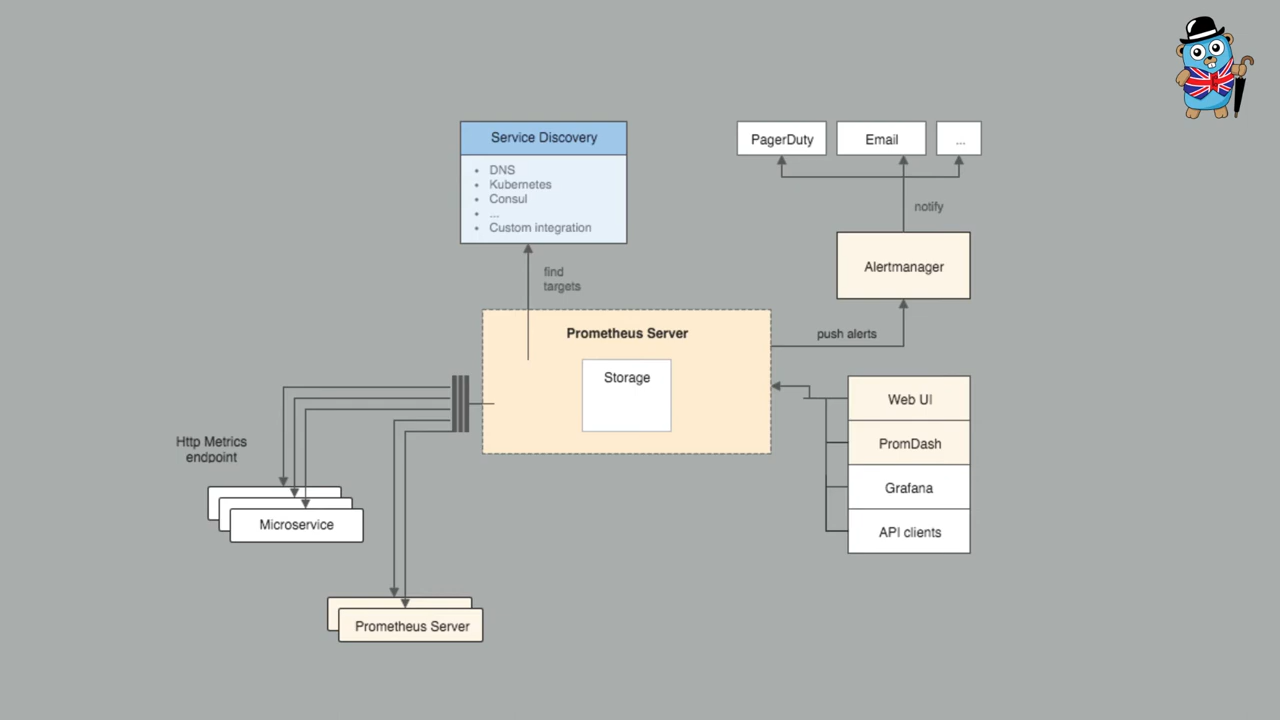 Service Discovery
• DNS
• Kubernetes
• Consul
• ...
• Custom integration
PagerDuty
Email
...
notify
Alertmanager
find
targets
push alerts
Prometheus Server
Storage
Http Metrics
endpoint
Microservice
Prometheus Server
Web UI
PromDash
Grafana
API clients